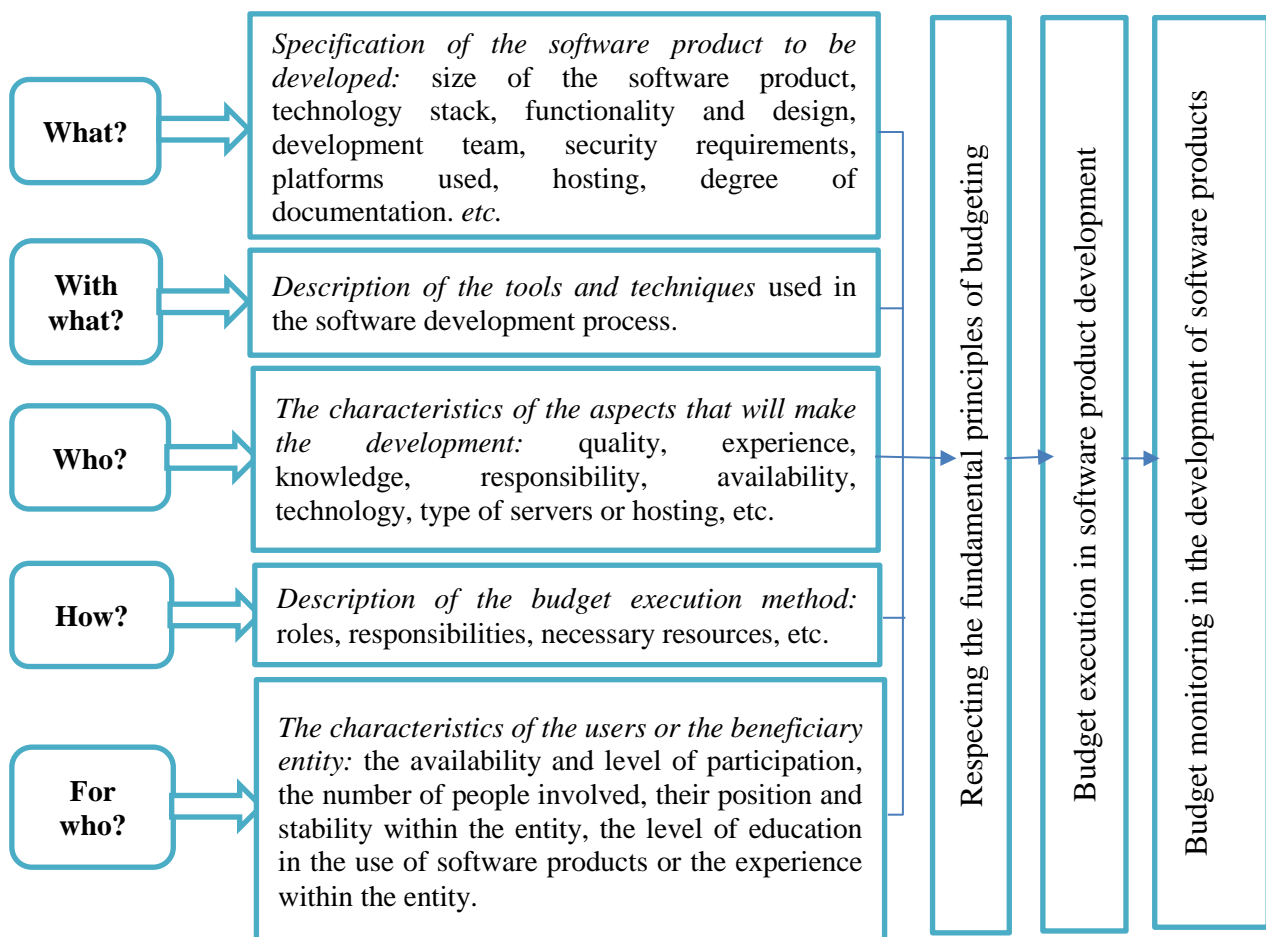 What?
Specification of the software product to be
developed: size of the software product,
technology stack, functionality and design,
development team, security requirements,
platforms used, hosting, degree of
documentation. etc.
With
what?
Description of the tools and techniques used in
the software development process.
Who?
The characteristics of the aspects that will make
the development: quality, experience,
knowledge, responsibility, availability,
technology, type of servers or hosting, etc.
How?
Description of the budget execution method:
roles, responsibilities, necessary resources, etc.
For
who?
The characteristics of the users or the beneficiary
entity: the availability and level of participation,
the number of people involved, their position and
stability within the entity, the level of education
in the use of software products or the experience
within the entity.
Respecting the fundamental principles of budgeting
Budget execution in software product development
Budget monitoring in the development of software products